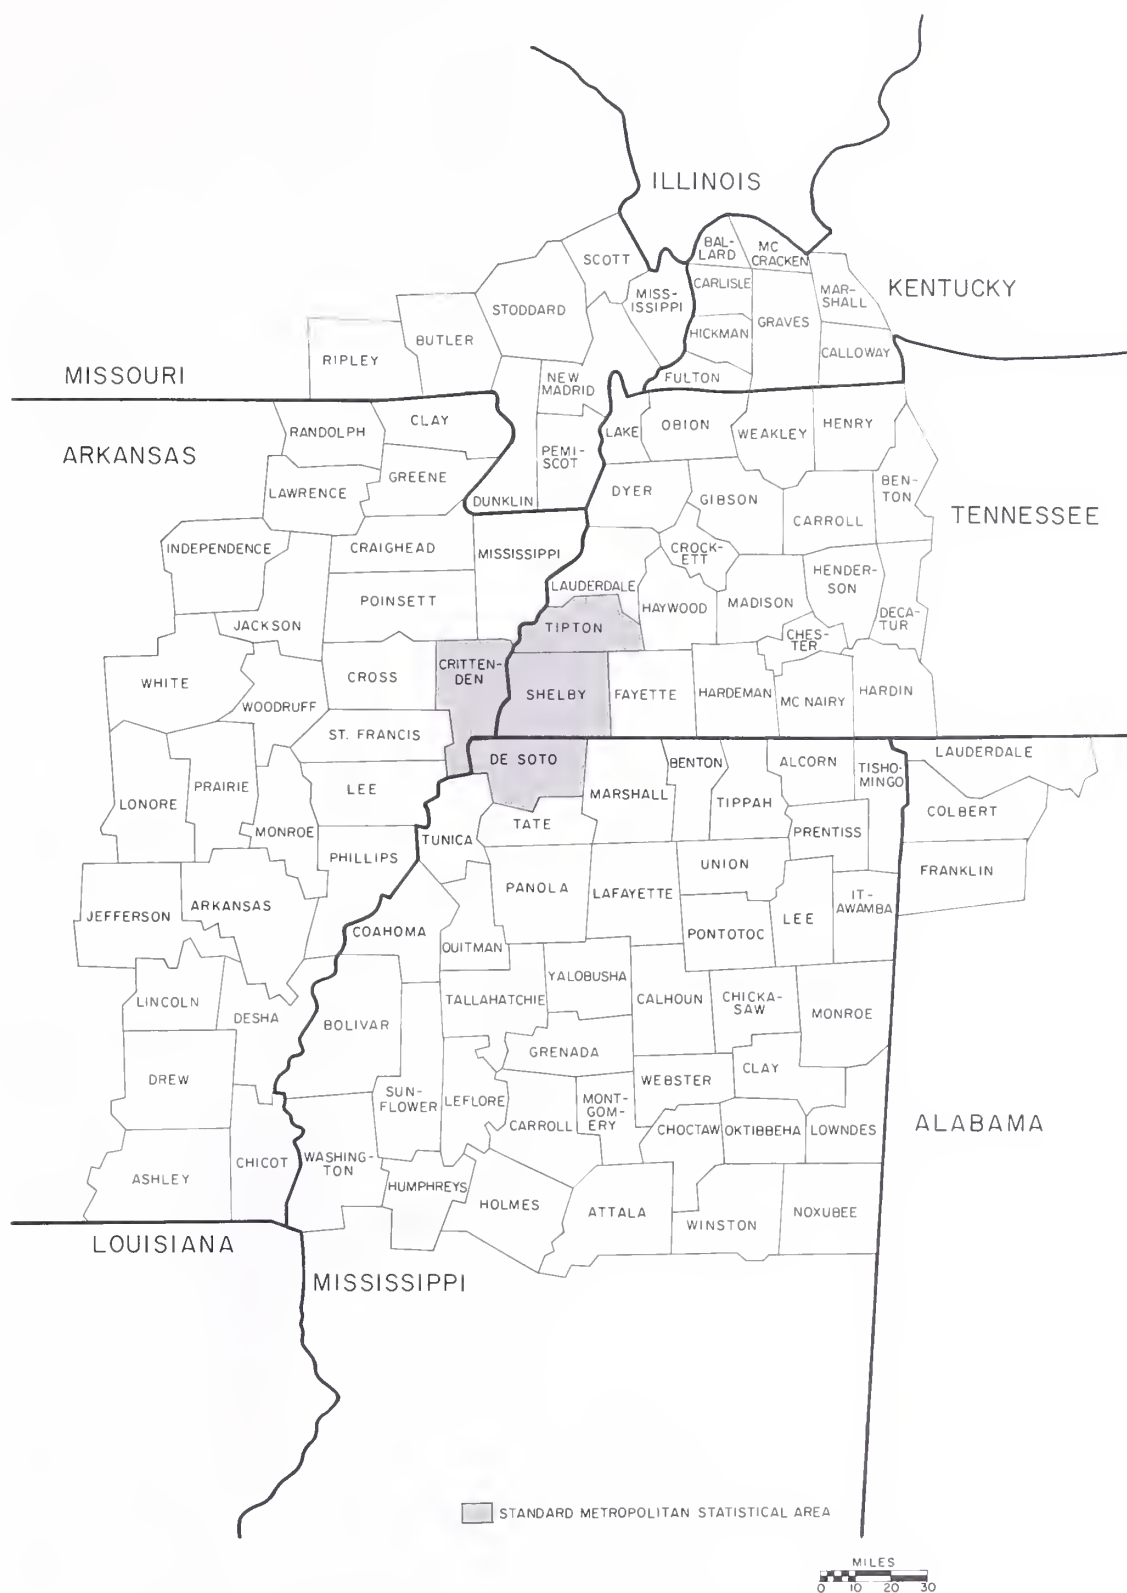 ILLINOIS
KENTUCKY
MISSOURI
ARKANSAS
TENNESSEE
ALABAMA
LOUISIANA
MISSISSIPPI
SCOTT
MISS-
ISSIPPI
STODDARD
BUTLER
RIPLEY
NEW
MADRID
PEMI-
SCOT
DUNKLIN
BAL-
LARD
MC
CRACKEN
CARLISLE
MAR-
SHALL
GRAVES
HICKMAN
CALLOWAY
FULTON
RANDOLPH
CLAY
LAWRENCE
GREENE
INDEPENDENCE
CRAIGHEAD
MISSISSIPPI
POINSETT
JACKSON
WHITE
WOODRUFF
CROSS
CRITTEN-
DEN
ST. FRANCIS
LONORE
PRAIRIE
LEE
MONROE
PHILLIPS
JEFFERSON
ARKANSAS
LINCOLN
DESHA
DREW
ASHLEY
CHICOT
LAKE
OBION
WEAKLEY
HENRY
DYER
GIBSON
CARROLL
BEN-
TON
CROCK-
ETT
LAUDERDALE
HAYWOOD
MADISON
HENDER-
SON
DECA-
TUR
TIPTON
CHES-
TER
SHELBY
FAYETTE
HARDEMAN
MC NAIRY
HARDIN
DE SOTO
MARSHALL
BENTON
TIPPAH
ALCORN
TISHO-
MINGO
PRENTISS
TUNICA
TATE
PANOLA
LAFAYETTE
UNION
PONTOTOC
LEE
IT-
AWAMBA
COAHOMA
OUITMAN
TALLAHATCHIE
YALOBUSHA
CALHOUN
CHICKA-
SAW
MONROE
BOLIVAR
GRENADA
WEBSTER
CLAY
SUN-
FLOWER
LEFLORE
CARROLL
MONT-
GOM-
ERY
CHOCTAW
OKTIBBEHA
LOWNDES
WASHING-
TON
HUMPHREYS
HOLMES
ATTALA
WINSTON
NOXUBEE
LAUDERDALE
COLBERT
FRANKLIN
STANDARD METROPOLITAN STATISTICAL AREA
MILES
0 10 20 30